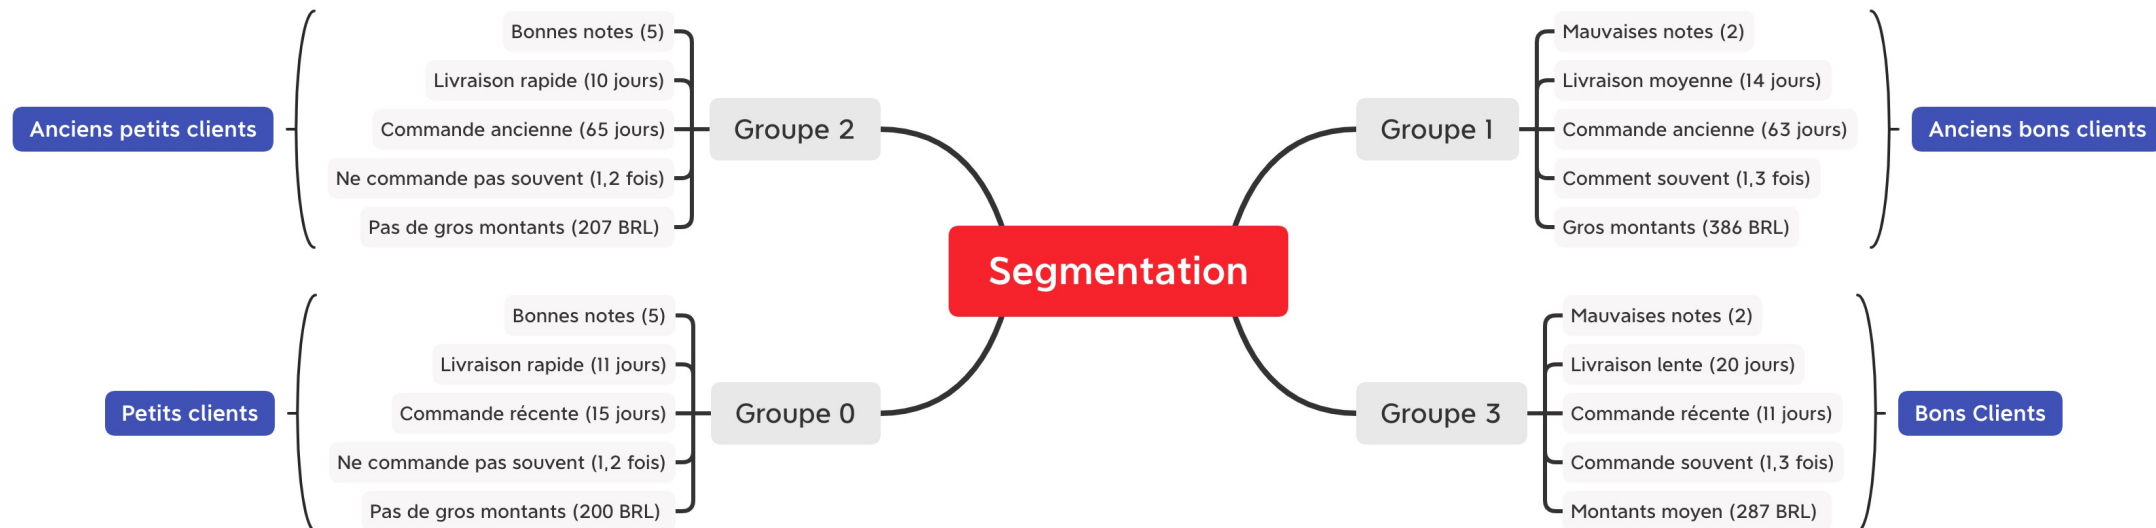 Segmentation
Groupe 2
Bonnes notes (5)
Livraison rapide (10 jours)
Commande ancienne (65 jours)
Ne commande pas souvent (1,2 fois)
Pas de gros montants (207 BRL)
Anciens petits clients
Groupe 0
Bonnes notes (5)
Livraison rapide (11 jours)
Commande récente (15 jours)
Ne commande pas souvent (1,2 fois)
Pas de gros montants (200 BRL)
Petits clients
Groupe 1
Mauvaises notes (2)
Livraison moyenne (14 jours)
Commande ancienne (63 jours)
Comment souvent (1,3 fois)
Gros montants (386 BRL)
Anciens bons clients
Groupe 3
Mauvaises notes (2)
Livraison lente (20 jours)
Commande récente (11 jours)
Commande souvent (1,3 fois)
Montants moyen (287 BRL)
Bons Clients